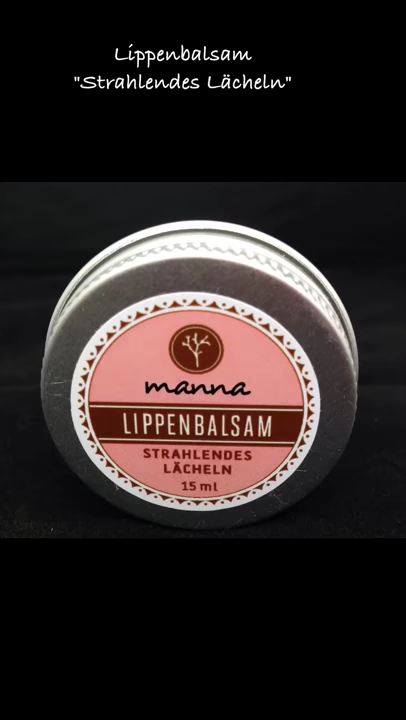 Lippenbalsam
"Strahlendes Lächeln"
manna
LIPPENBALSAM
STRAHLENDES
LÄCHELN
15 ml